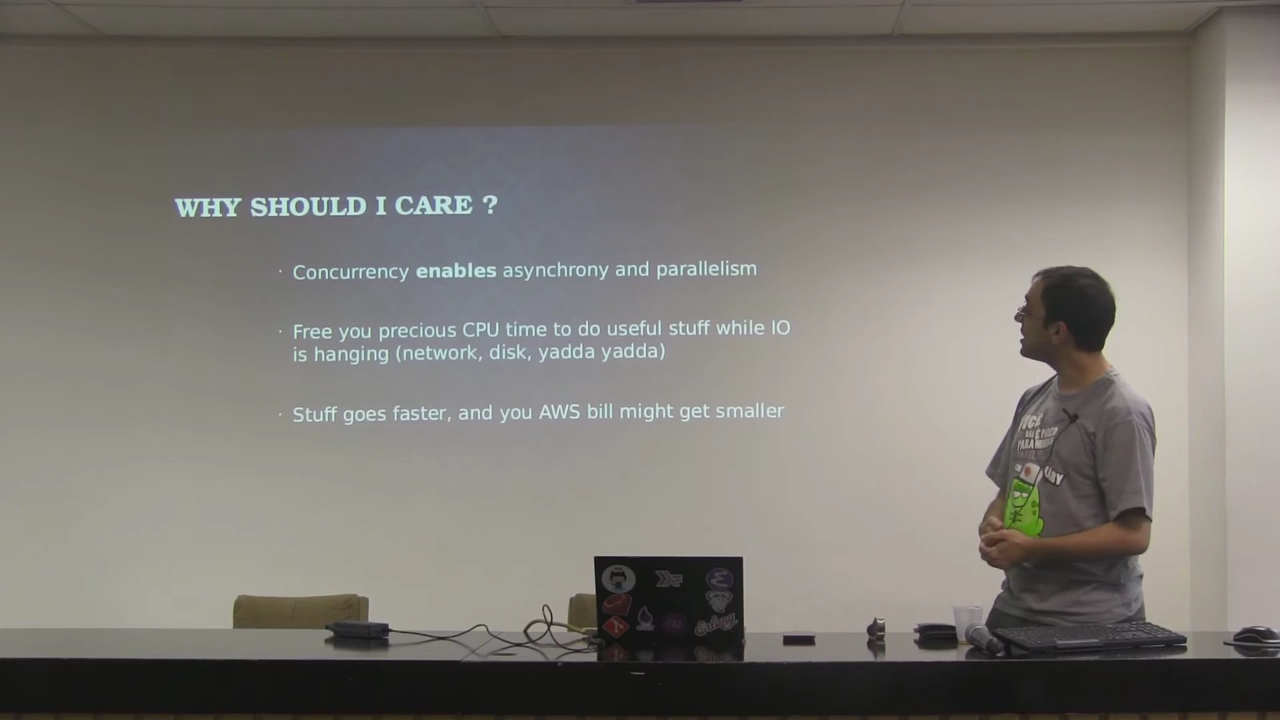 WHY SHOULD I CARE ?
· Concurrency enables asynchrony and parallelism
· Free you precious CPU time to do useful stuff while IO
is hanging (network, disk, yadda yadda)
· Stuff goes faster, and you AWS bill might get smaller